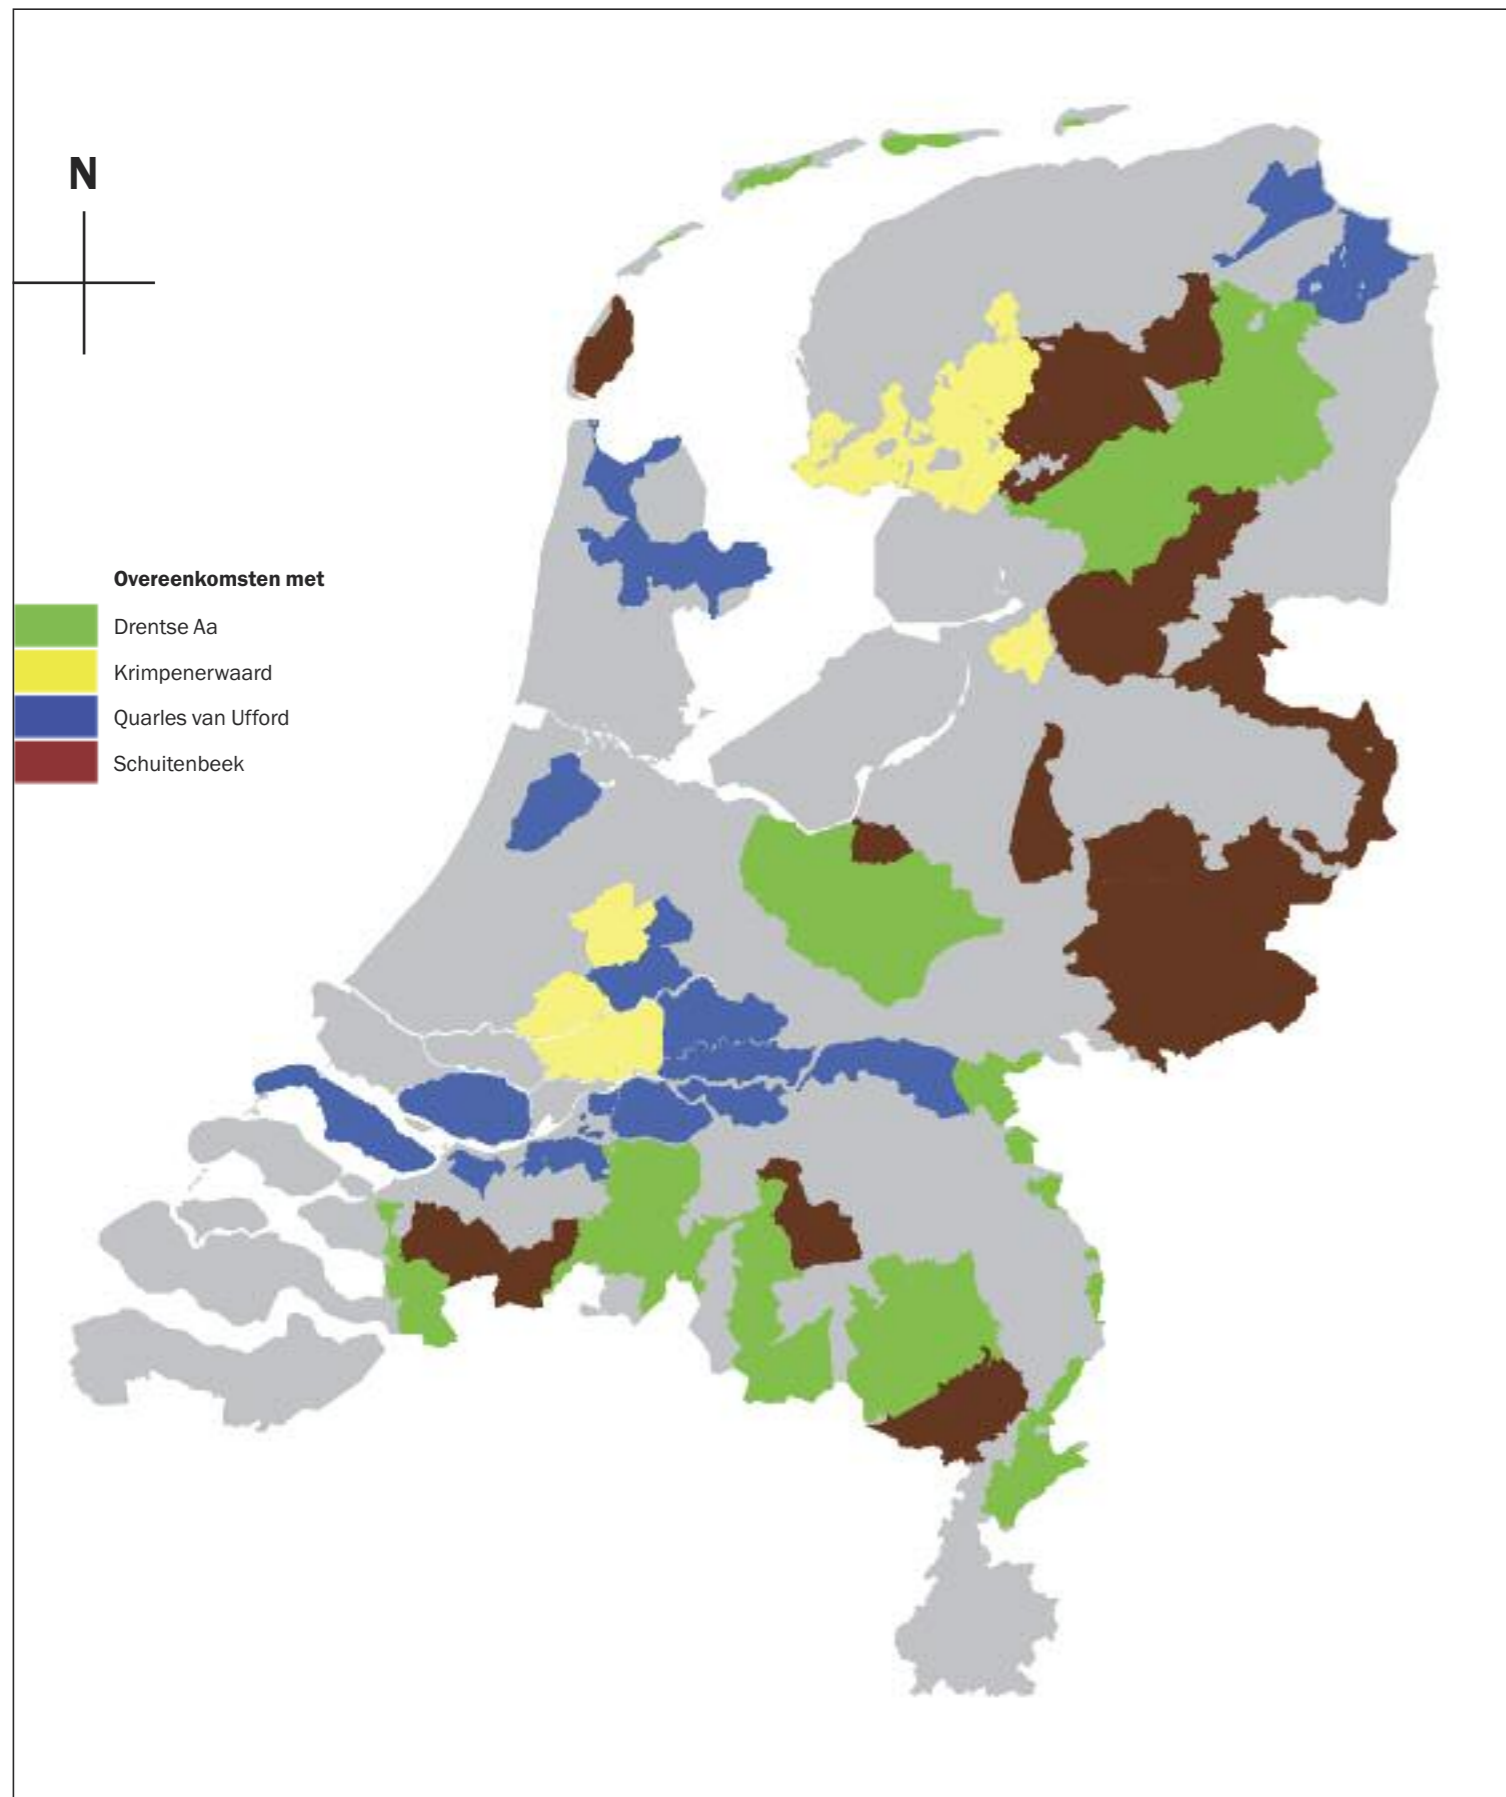 N
Overeenkomsten met
Drentse Aa
Krimpenerwaard
Quarles van Ufford
Schuitenbeek